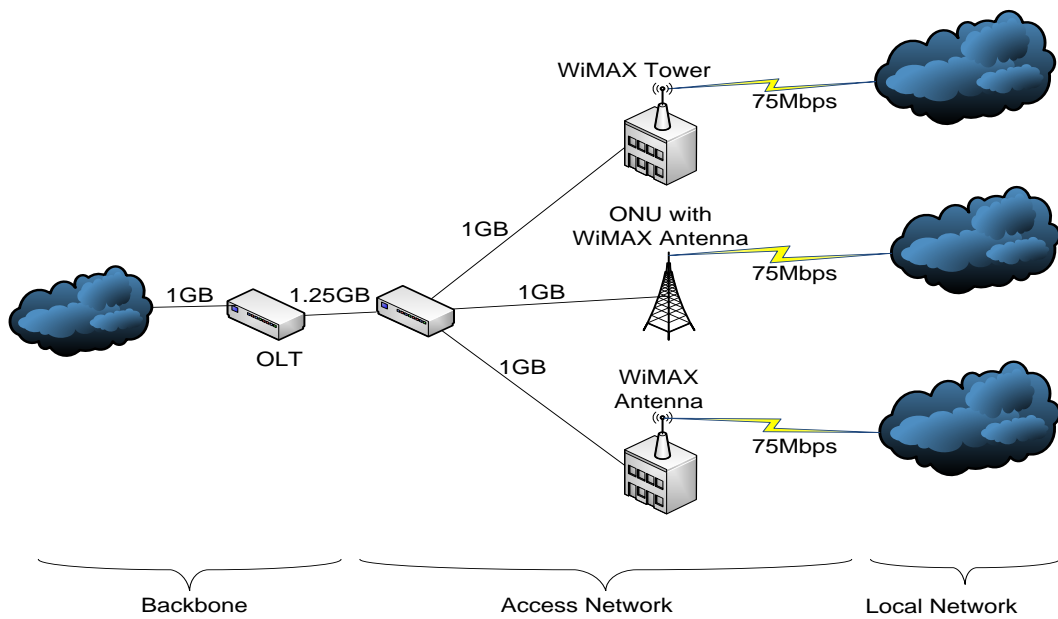 WiMAX Tower
75Mbps
1GB
ONU with
WiMAX Antenna
75Mbps
1GB
1GB
1.25GB
OLT
1GB
WiMAX
Antenna
75Mbps
Backbone
Access Network
Local Network